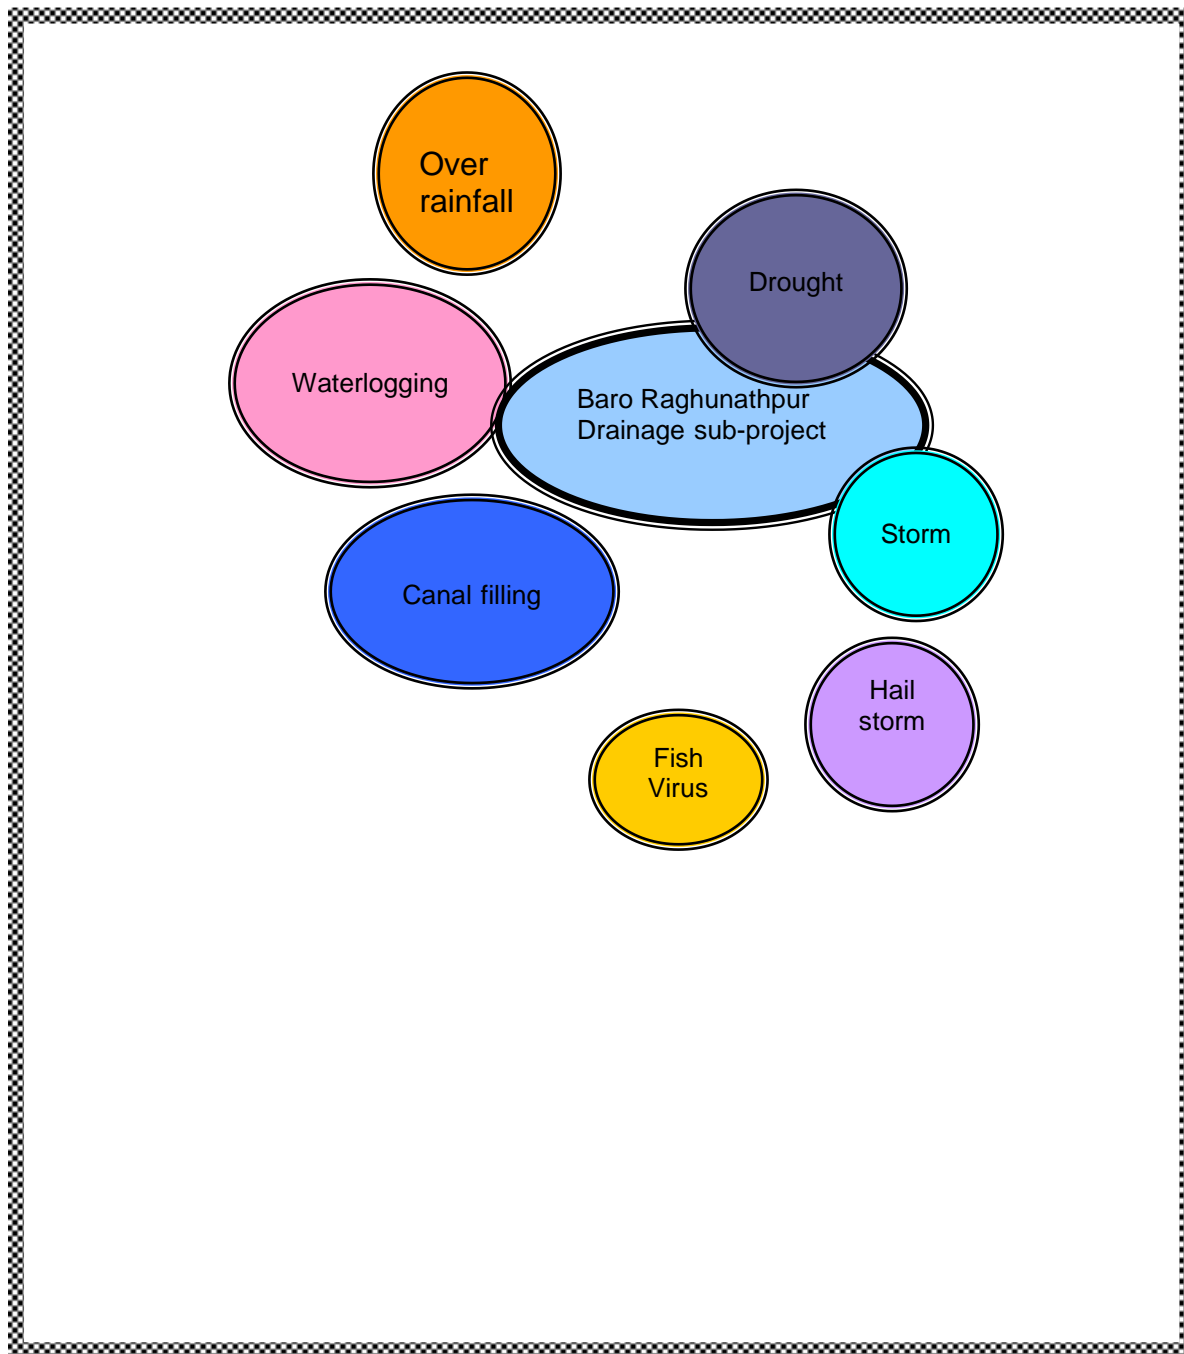 Over
rainfall
Drought
Waterlogging
Baro Raghunathpur
Drainage sub-project
Storm
Canal filling
Hail
storm
Fish
Virus